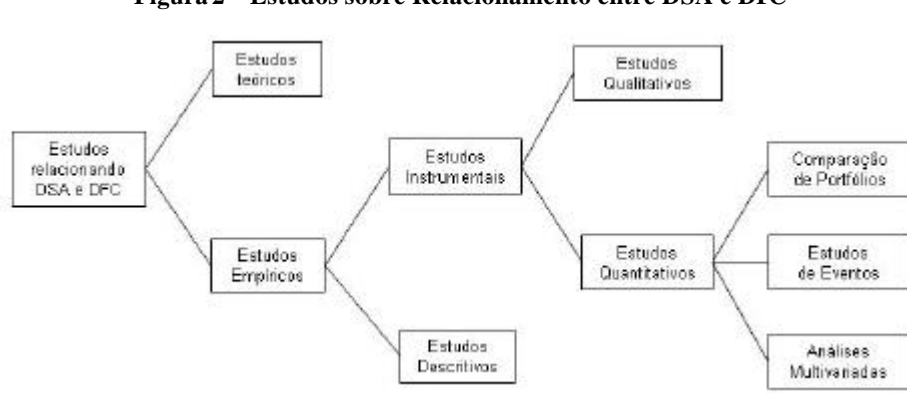 Figura 2 – Estudos sobre Relacionamento entre DSA e DFC
Estudos
teóricos
Estudos
Qualitativos
Estudos
relacionando
DSA e DFC
Estudos
Instrumentais
Comparação
de Portfólios
Estudos
Empíricos
Estudos
Quantitativos
Estudos
de Eventos
Estudos
Descritivos
Análises
Multivariadas